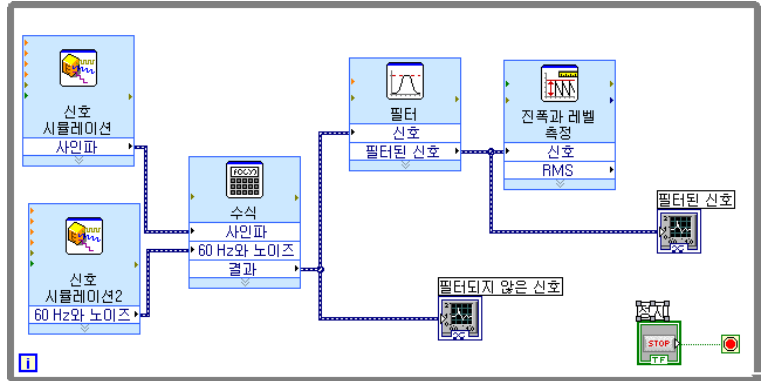 신호
시뮬레이션
사인파
신호
시뮬레이션2
60 Hz와 노이즈
F(X,Y)
수식
사인파
60 Hz와 노이즈
결과
필터
신호
필터된 신호
진폭과 레벨
측정
신호
RMS
필터된 신호
필터되지 않은 신호
정지
STOP
TF
i